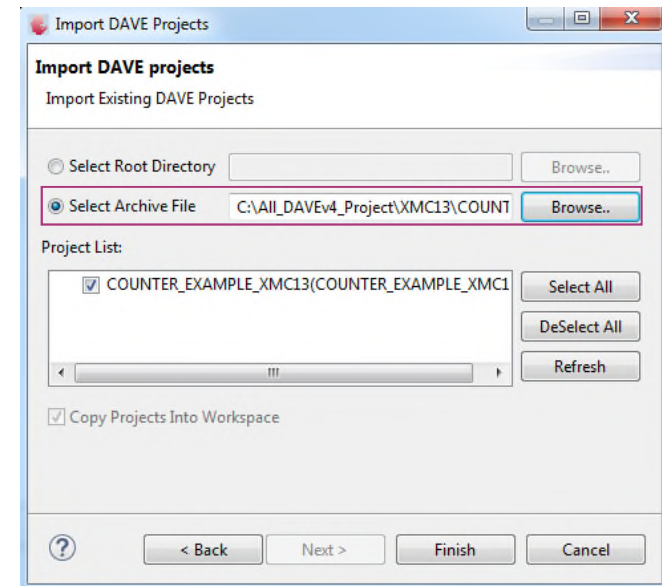 Import DAVE Projects
Import DAVE projects
Import Existing DAVE Projects
Select Root Directory Browse..
Select Archive File C:\All_DAVEv4_Project\XMC13\COUNT Browse..
Project List:
COUNTER_EXAMPLE_XMC13(COUNTER_EXAMPLE_XMC1 Select All
DeSelect All
Refresh
Copy Projects Into Workspace
? < Back Next > Finish Cancel